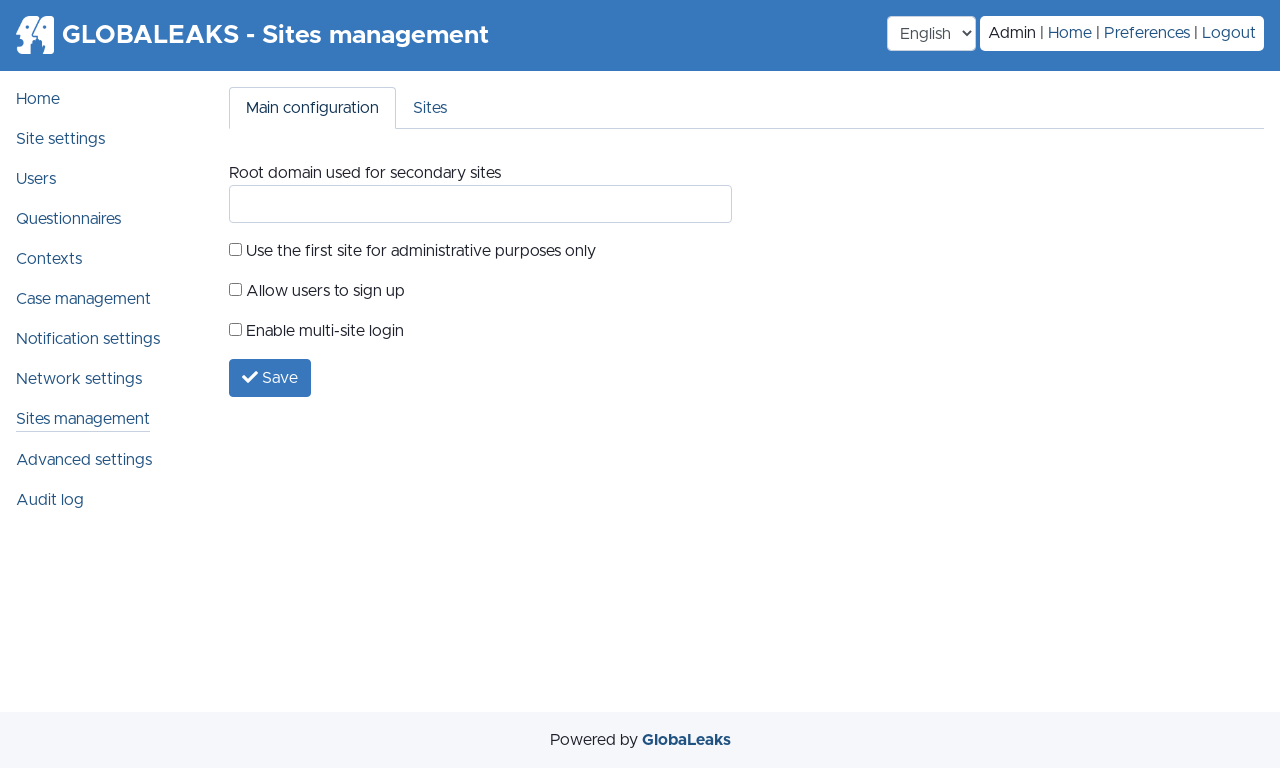 GLOBALEAKS - Sites management
English
Admin | Home | Preferences | Logout
Home
Site settings
Users
Questionnaires
Contexts
Case management
Notification settings
Network settings
Sites management
Advanced settings
Audit log
Main configuration
Sites
Root domain used for secondary sites
Use the first site for administrative purposes only
Allow users to sign up
Enable multi-site login
Save
Powered by GlobaLeaks